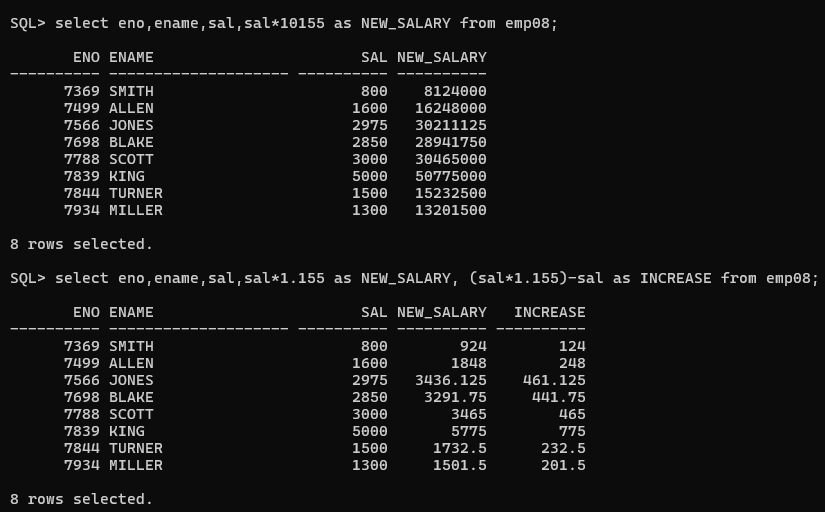 SQL> select eno,ename,sal,sal*10155 as NEW_SALARY from emp08;
       ENO ENAME                       SAL NEW_SALARY
---------- -------------------- ---------- ----------
      7369 SMITH                       800    8124000
      7499 ALLEN                      1600   16248000
      7566 JONES                      2975   30211125
      7698 BLAKE                      2850   28941750
      7788 SCOTT                      3000   30465000
      7839 KING                       5000   50775000
      7844 TURNER                     1500   15232500
      7934 MILLER                     1300   13201500
8 rows selected.
SQL> select eno,ename,sal,sal*1.155 as NEW_SALARY, (sal*1.155)-sal as INCREASE from emp08;
       ENO ENAME                       SAL NEW_SALARY   INCREASE
---------- -------------------- ---------- ---------- ----------
      7369 SMITH                       800        924        124
      7499 ALLEN                      1600       1848        248
      7566 JONES                      2975   3436.125    461.125
      7698 BLAKE                      2850    3291.75     441.75
      7788 SCOTT                      3000       3465        465
      7839 KING                       5000       5775        775
      7844 TURNER                     1500     1732.5      232.5
      7934 MILLER                     1300     1501.5      201.5
8 rows selected.